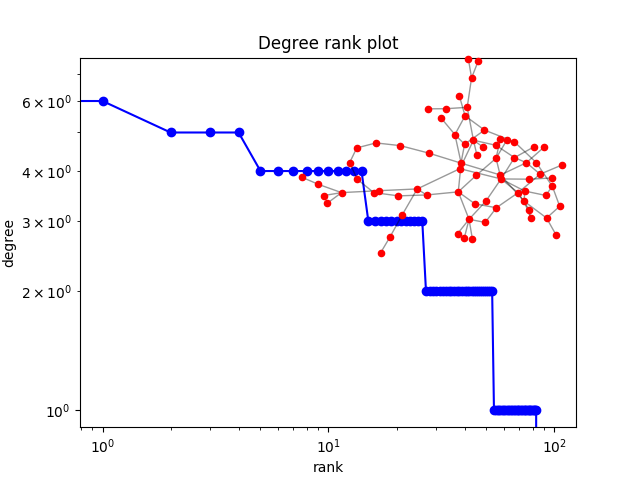 Degree rank plot
degree
6 × 10⁰
4 × 10⁰
3 × 10⁰
2 × 10⁰
10⁰
10⁰ 10¹ 10²
rank